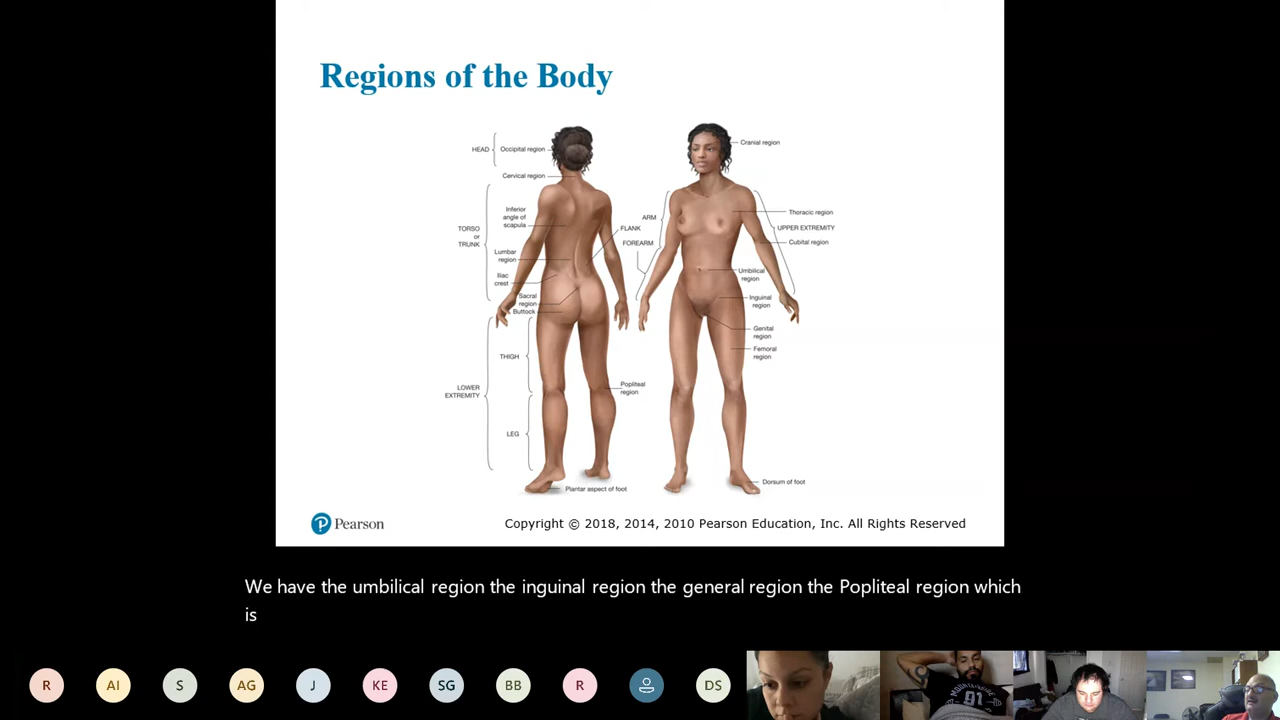 Regions of the Body
HEAD
Occipital region
Cervical region
TORSO
or
TRUNK
Inferior
angle of
scapula
Lumbar
region
Iliac
crest
Sacral
region
Buttock
FLANK
LOWER
EXTREMITY
THIGH
LEG
Popliteal
region
Plantar aspect of foot
Cranial region
ARM
FOREARM
Thoracic region
UPPER EXTREMITY
Cubital region
Umbilical
region
Inguinal
region
Genital
region
Femoral
region
Dorsum of foot
P Pearson
Copyright © 2018, 2014, 2010 Pearson Education, Inc. All Rights Reserved
We have the umbilical region the inguinal region the general region the Popliteal region which
is
R AI S AG J KE SG BB R DS
91